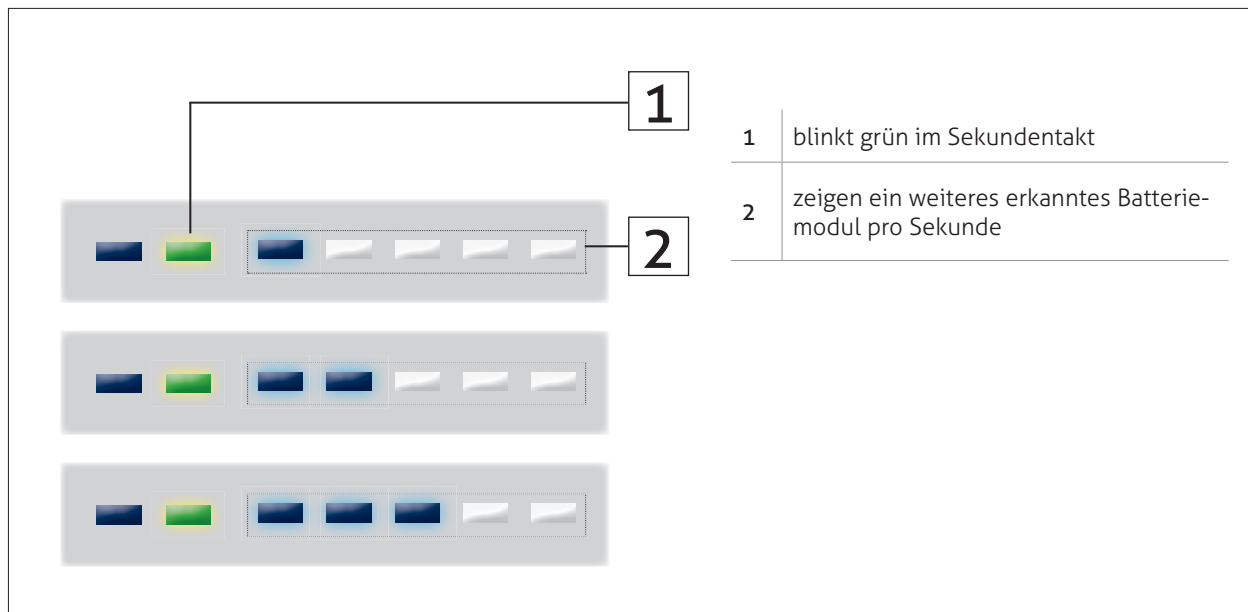 1
2
1 blinkt grün im Sekundentakt
2 zeigen ein weiteres erkanntes Batterie-
modul pro Sekunde